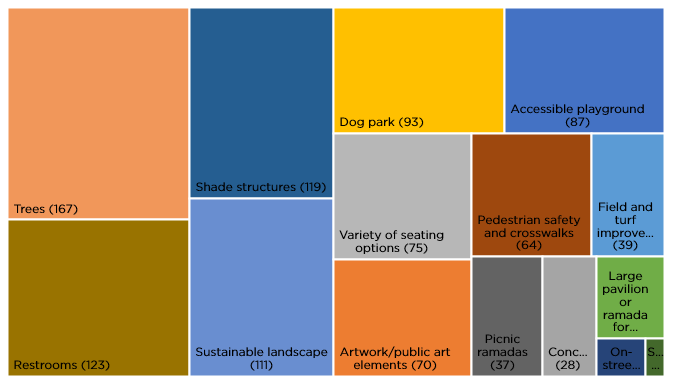 Trees (167)
Restrooms (123)
Shade structures (119)
Sustainable landscape
(111)
Dog park (93)
Accessible playground
(87)
Variety of seating
options (75)
Artwork/public art
elements (70)
Pedestrian safety
and crosswalks
(64)
Field and
turf
improve...
(39)
Picnic
ramadas
(37)
Conc...
(28)
Large
pavilion
or
ramada
for...
On-
stree...
S...
...